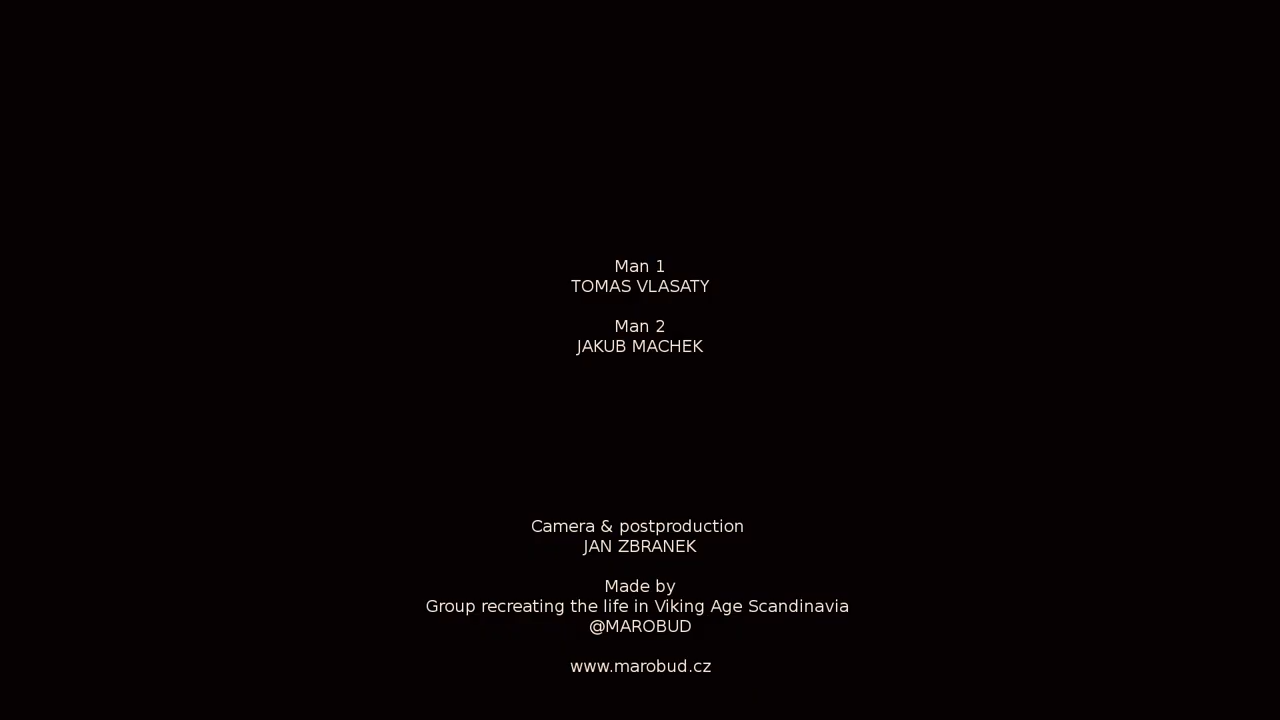 Man 1
TOMAS VLASATY
Man 2
JAKUB MACHEK
Camera & postproduction
JAN ZBRANEK
Made by
Group recreating the life in Viking Age Scandinavia
@MAROBUD
www.marobud.cz